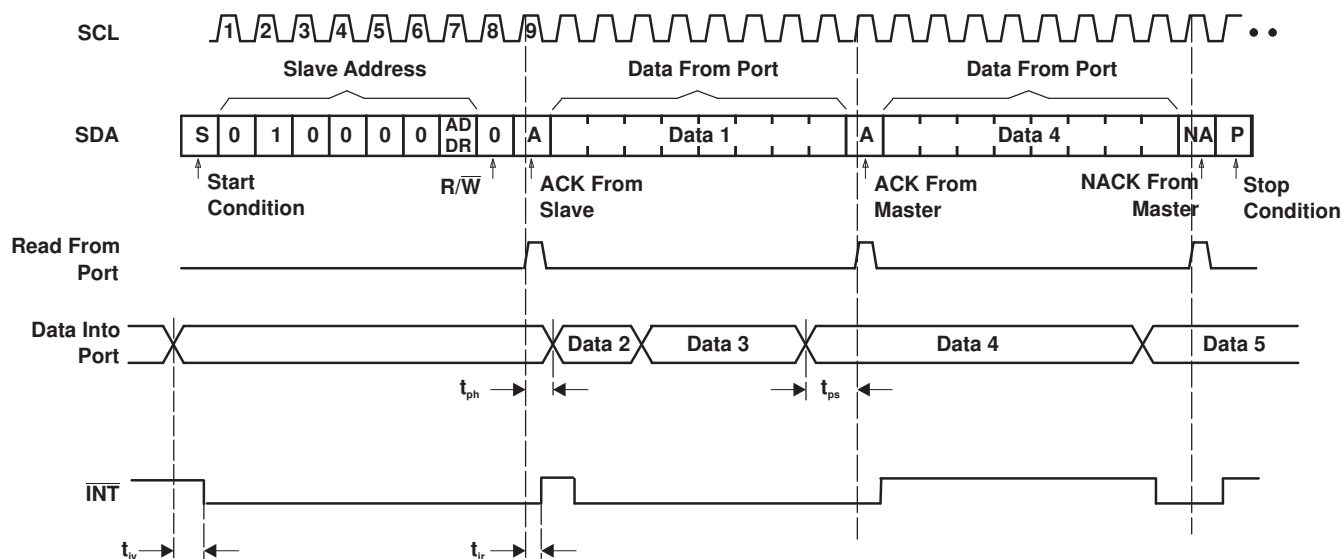 SCL 1 2 3 4 5 6 7 8 9
Slave Address Data From Port Data From Port
SDA S 0 1 0 0 0 0 AD DR 0 A Data 1 A Data 4 NA P
Start Condition
R/W̅
ACK From Slave
ACK From Master
NACK From Master
Stop Condition
Read From Port
Data Into Port Data 2 Data 3 Data 4 Data 5
tph tps
I̅N̅T̅
tiv tir